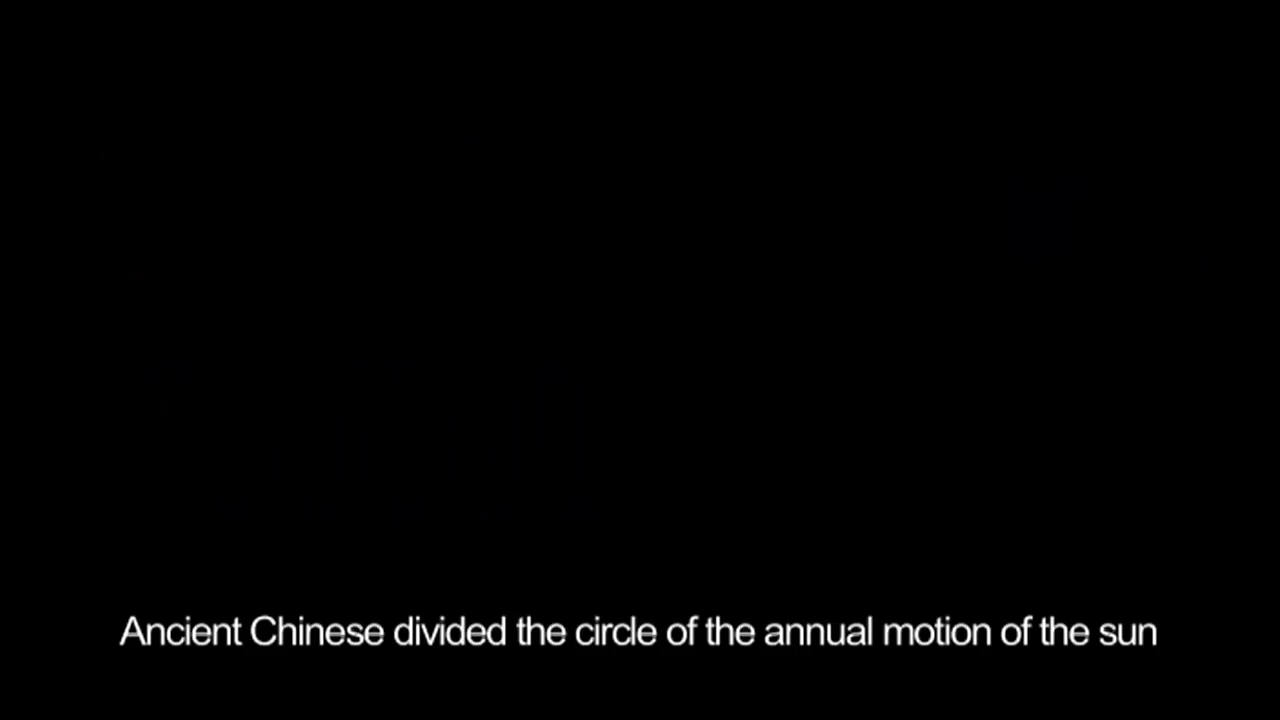 Ancient Chinese divided the circle of the annual motion of the sun